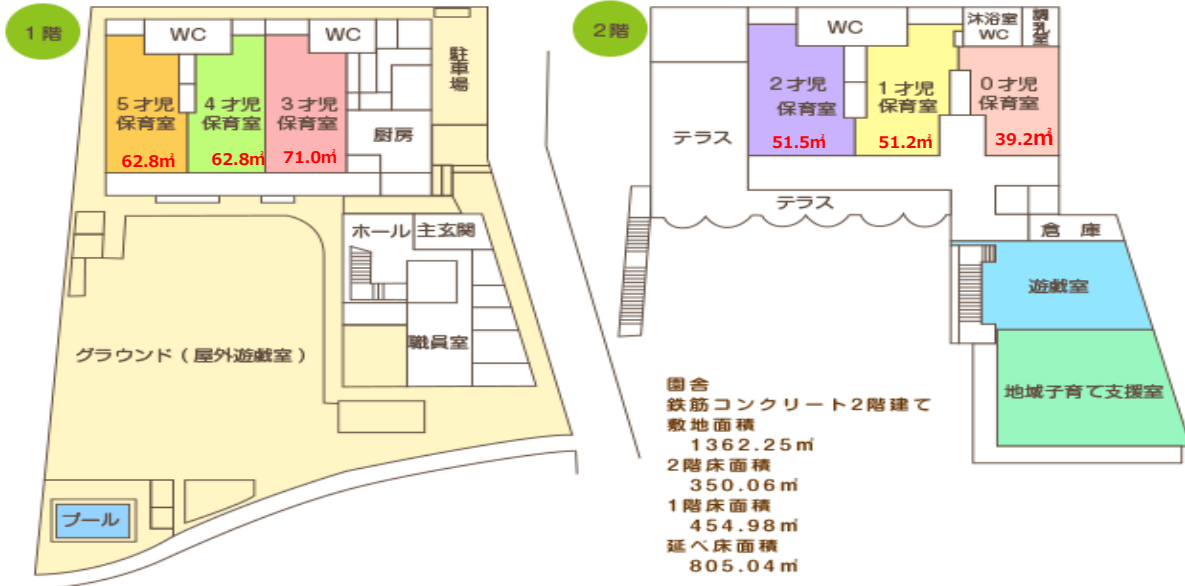 1階
WC
WC
駐車場
5才児
保育室
62.8㎡
4才児
保育室
62.8㎡
3才児
保育室
71.0㎡
厨房
ホール
主玄関
職員室
グラウンド(屋外遊戯室)
プール
2階
WC
沐浴室
WC
調乳室
2才児
保育室
51.5㎡
1才児
保育室
51.2㎡
0才児
保育室
39.2㎡
テラス
テラス
倉 庫
遊戯室
地域子育て支援室
園舎
鉄筋コンクリート2階建て
敷地面積
1362.25㎡
2階床面積
350.06㎡
1階床面積
454.98㎡
延べ床面積
805.04㎡